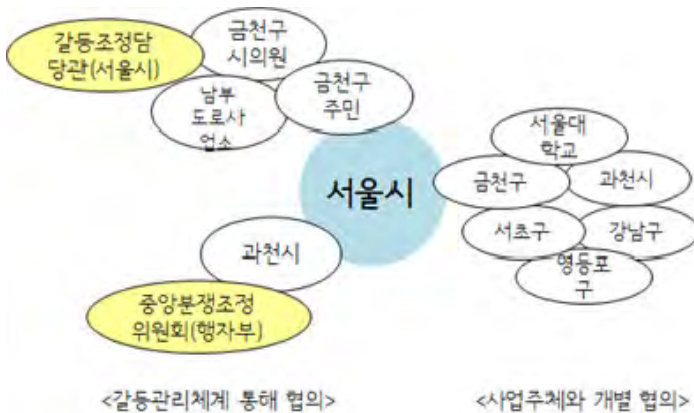 갈등조정담
당관(서울시)
금천구
시의원
남부
도로사
업소
금천구
주민
서울시
과천시
중앙분쟁조정
위원회(행자부)
서울대
학교
금천구
과천시
서초구
강남구
영등포
구
<갈등관리체계 통해 협의>
<사업주체와 개별 협의>